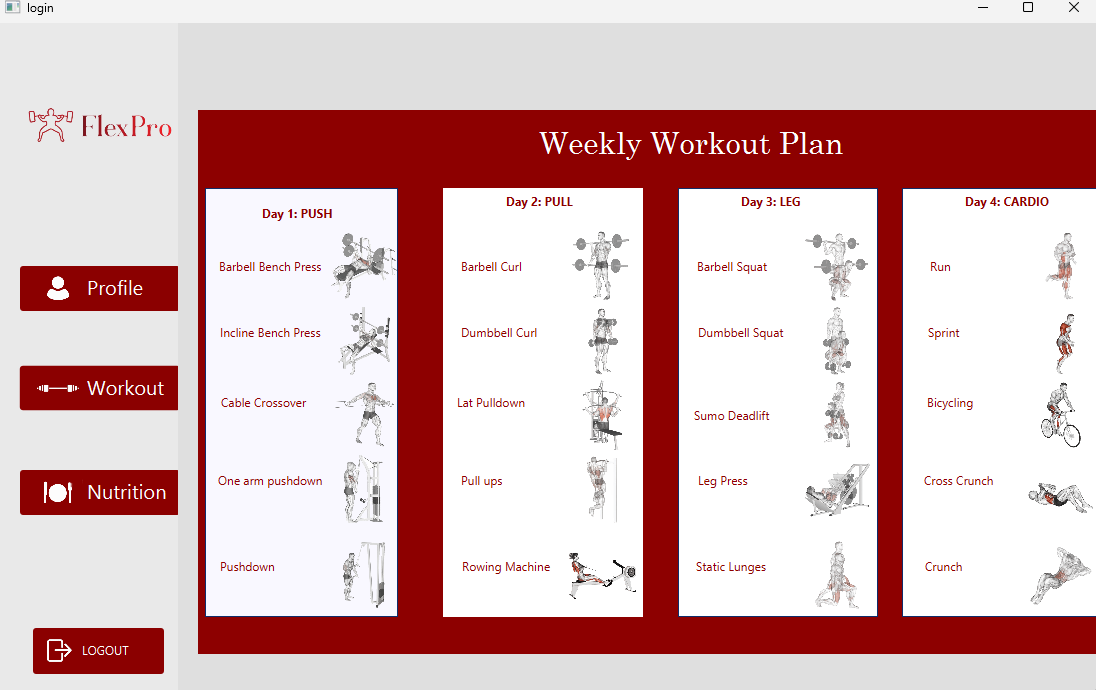 login
FlexPro
Profile
Workout
Nutrition
LOGOUT
Weekly Workout Plan
Day 1: PUSH
Barbell Bench Press
Incline Bench Press
Cable Crossover
One arm pushdown
Pushdown
Day 2: PULL
Barbell Curl
Dumbbell Curl
Lat Pulldown
Pull ups
Rowing Machine
Day 3: LEG
Barbell Squat
Dumbbell Squat
Sumo Deadlift
Leg Press
Static Lunges
Day 4: CARDIO
Run
Sprint
Bicycling
Cross Crunch
Crunch